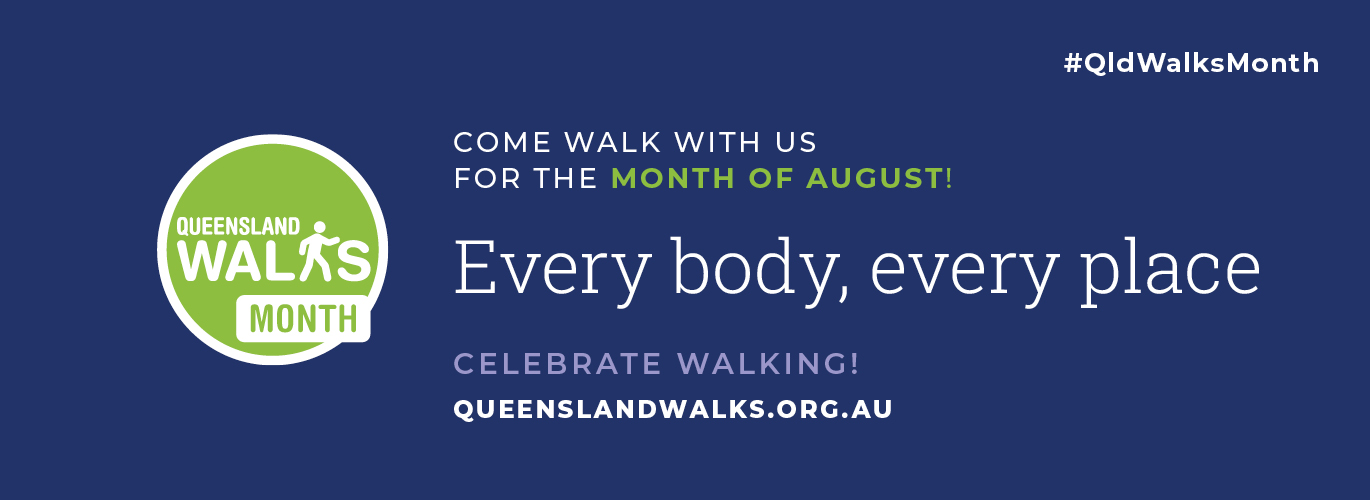 #QldWalksMonth
COME WALK WITH US
FOR THE MONTH OF AUGUST!
QUEENSLAND
WALKS
MONTH
Every body, every place
CELEBRATE WALKING!
QUEENSLANDWALKS.ORG.AU